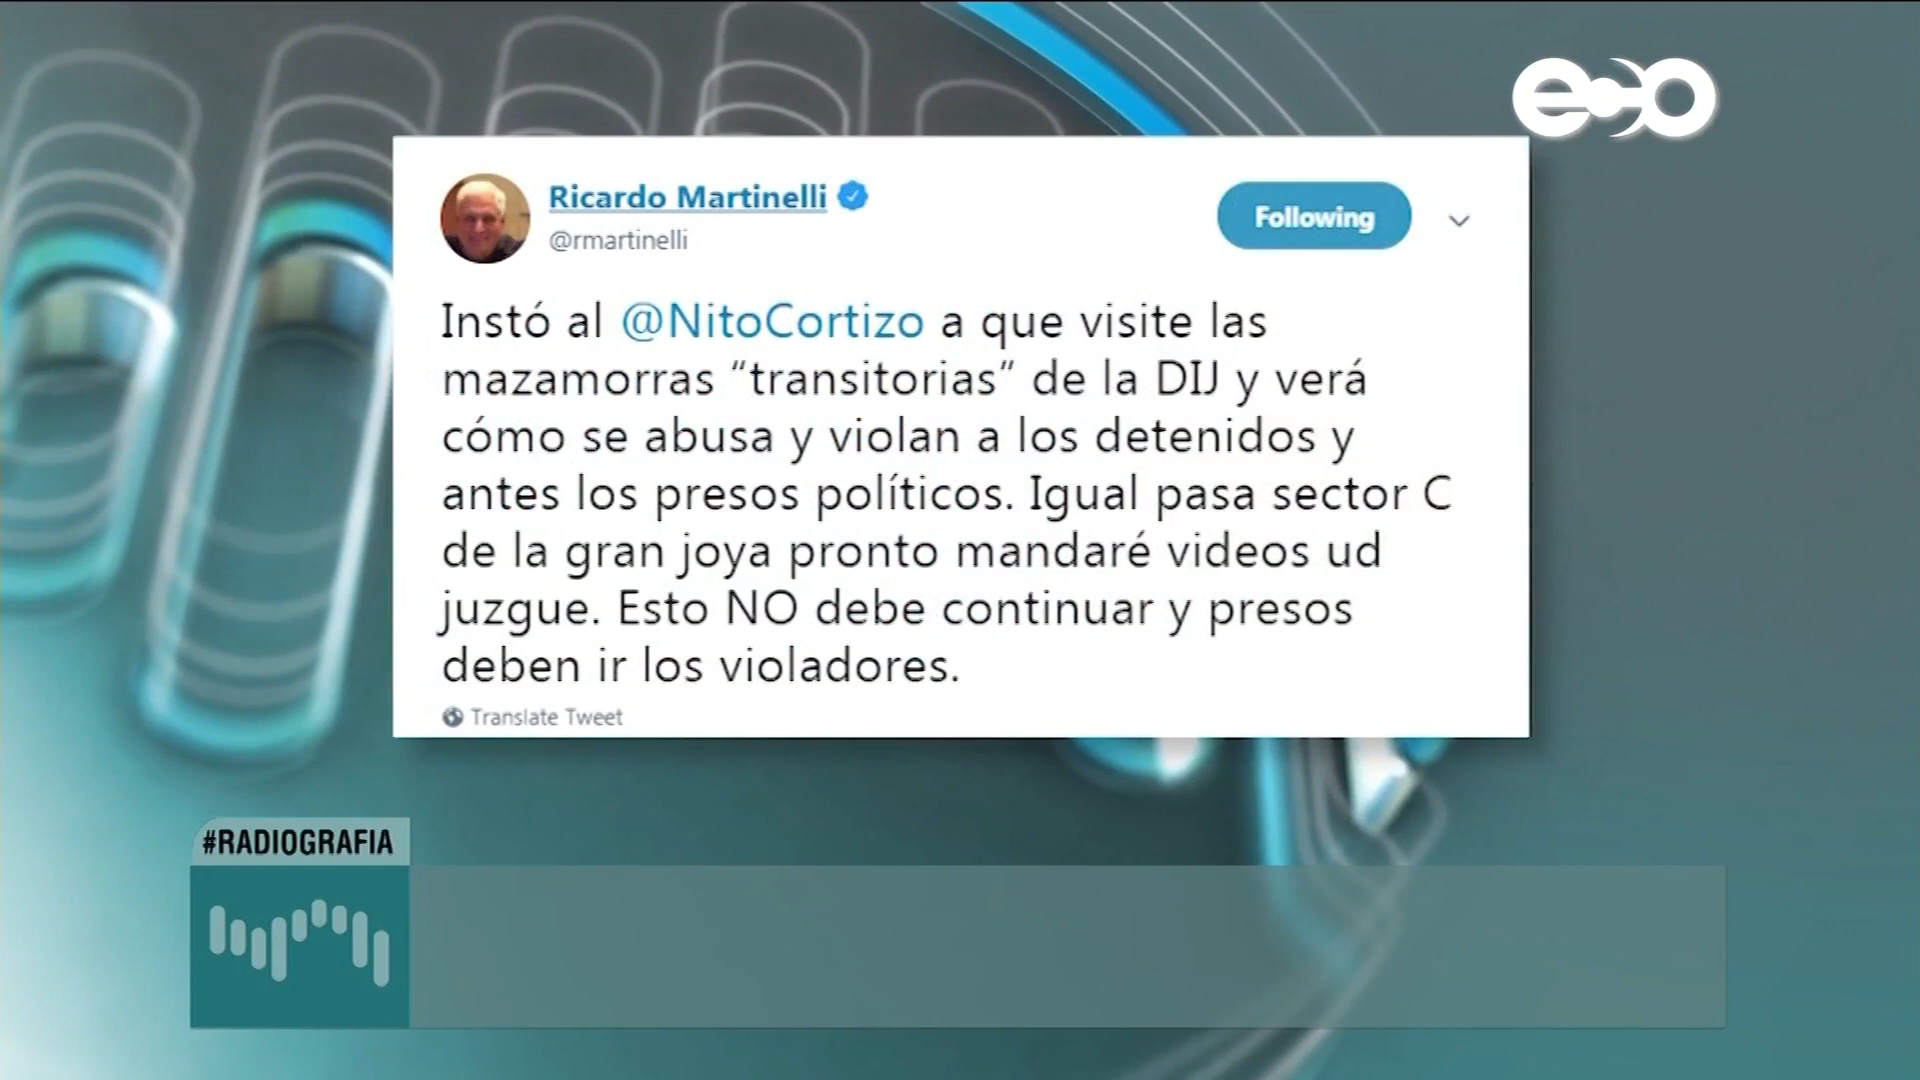 eco
Ricardo Martinelli
@rmartinelli
Following
Instó al @NitoCortizo a que visite las
mazamorras “transitorias” de la DIJ y verá
cómo se abusa y violan a los detenidos y
antes los presos políticos. Igual pasa sector C
de la gran joya pronto mandaré videos ud
juzgue. Esto NO debe continuar y presos
deben ir los violadores.
Translate Tweet
#RADIOGRAFIA